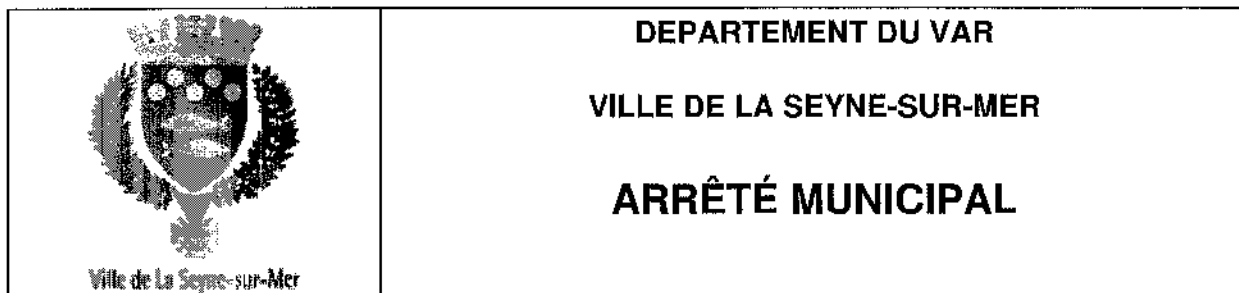 DEPARTEMENT DU VAR
VILLE DE LA SEYNE-SUR-MER
ARRÊTÉ MUNICIPAL
Ville de La Seyne-sur-Mer